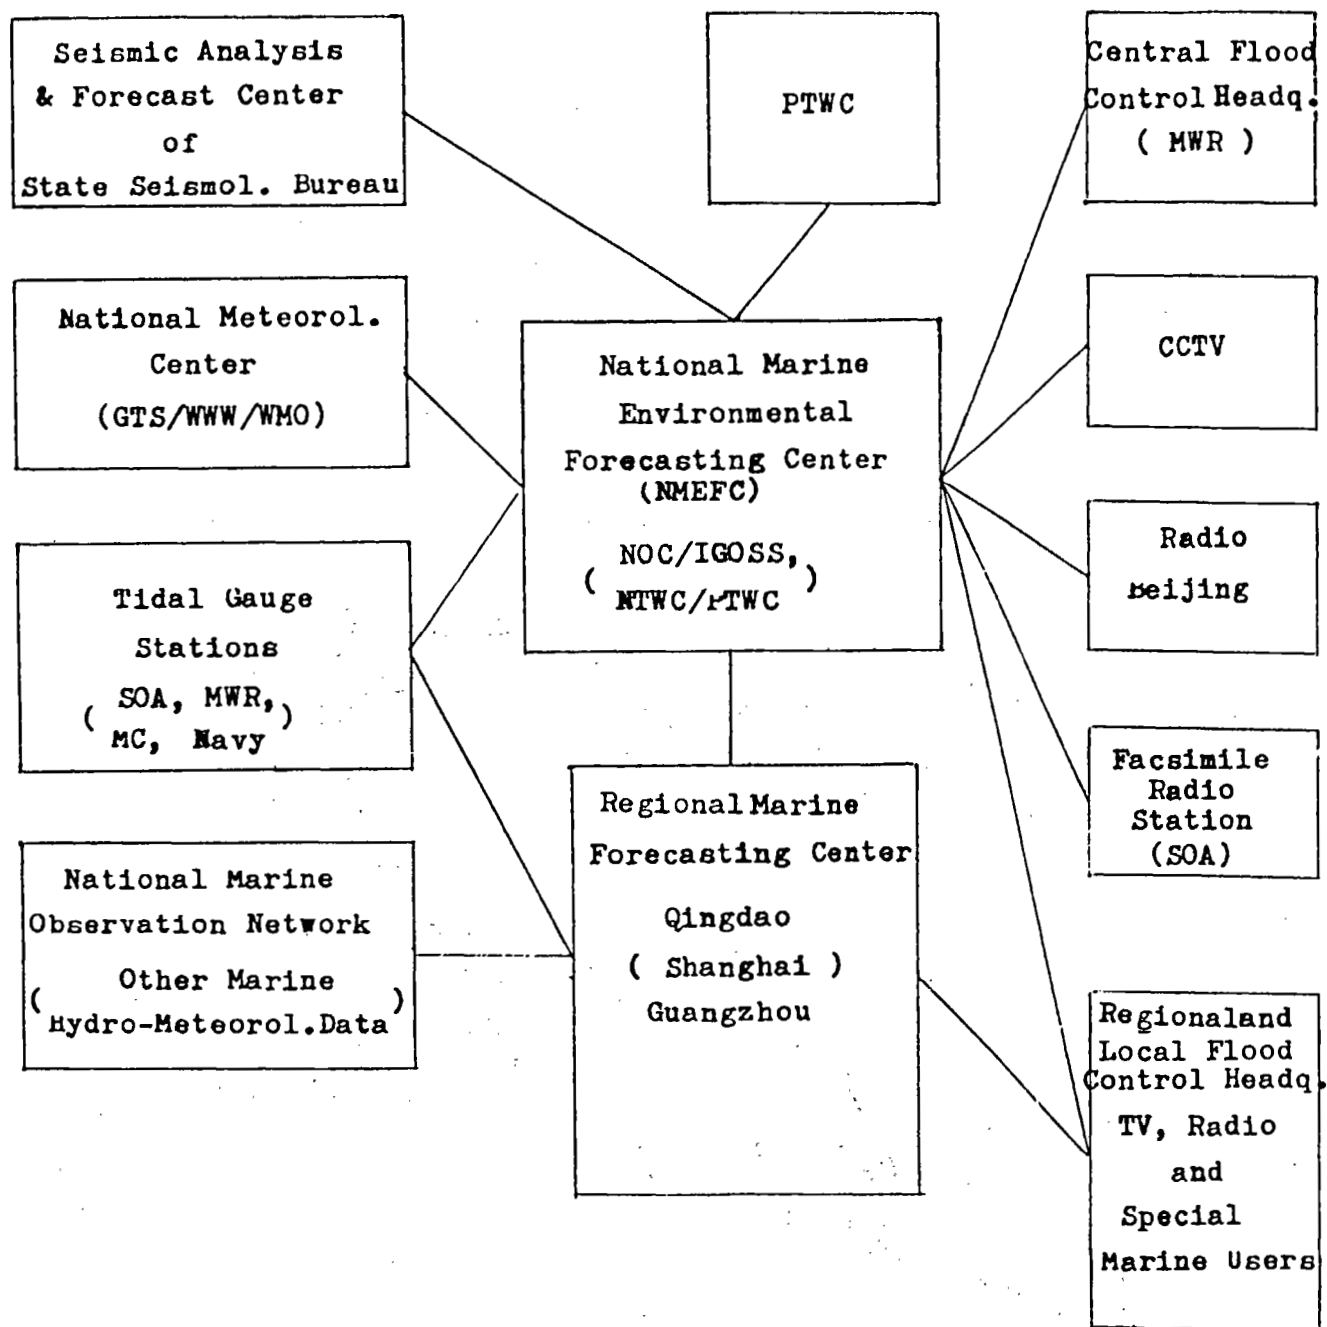 Seismic Analysis
& Forecast Center
of
State Seismol. Bureau
PTWC
Central Flood
Control Headq.
( MWR )
National Meteorol.
Center
(GTS/WWW/WMO)
National Marine
Environmental
Forecasting Center
(NMEFC)
( NOC/IGOSS,
NTWC/PTWC )
CCTV
Radio
Beijing
Tidal Gauge
Stations
( SOA, MWR,
MC, Navy )
Facsimile
Radio
Station
(SOA)
National Marine
Observation Network
( Other Marine
Hydro-Meteorol.Data )
Regional Marine
Forecasting Center
Qingdao
( Shanghai )
Guangzhou
Regionaland
Local Flood
Control Headq.
TV, Radio
and
Special
Marine Users